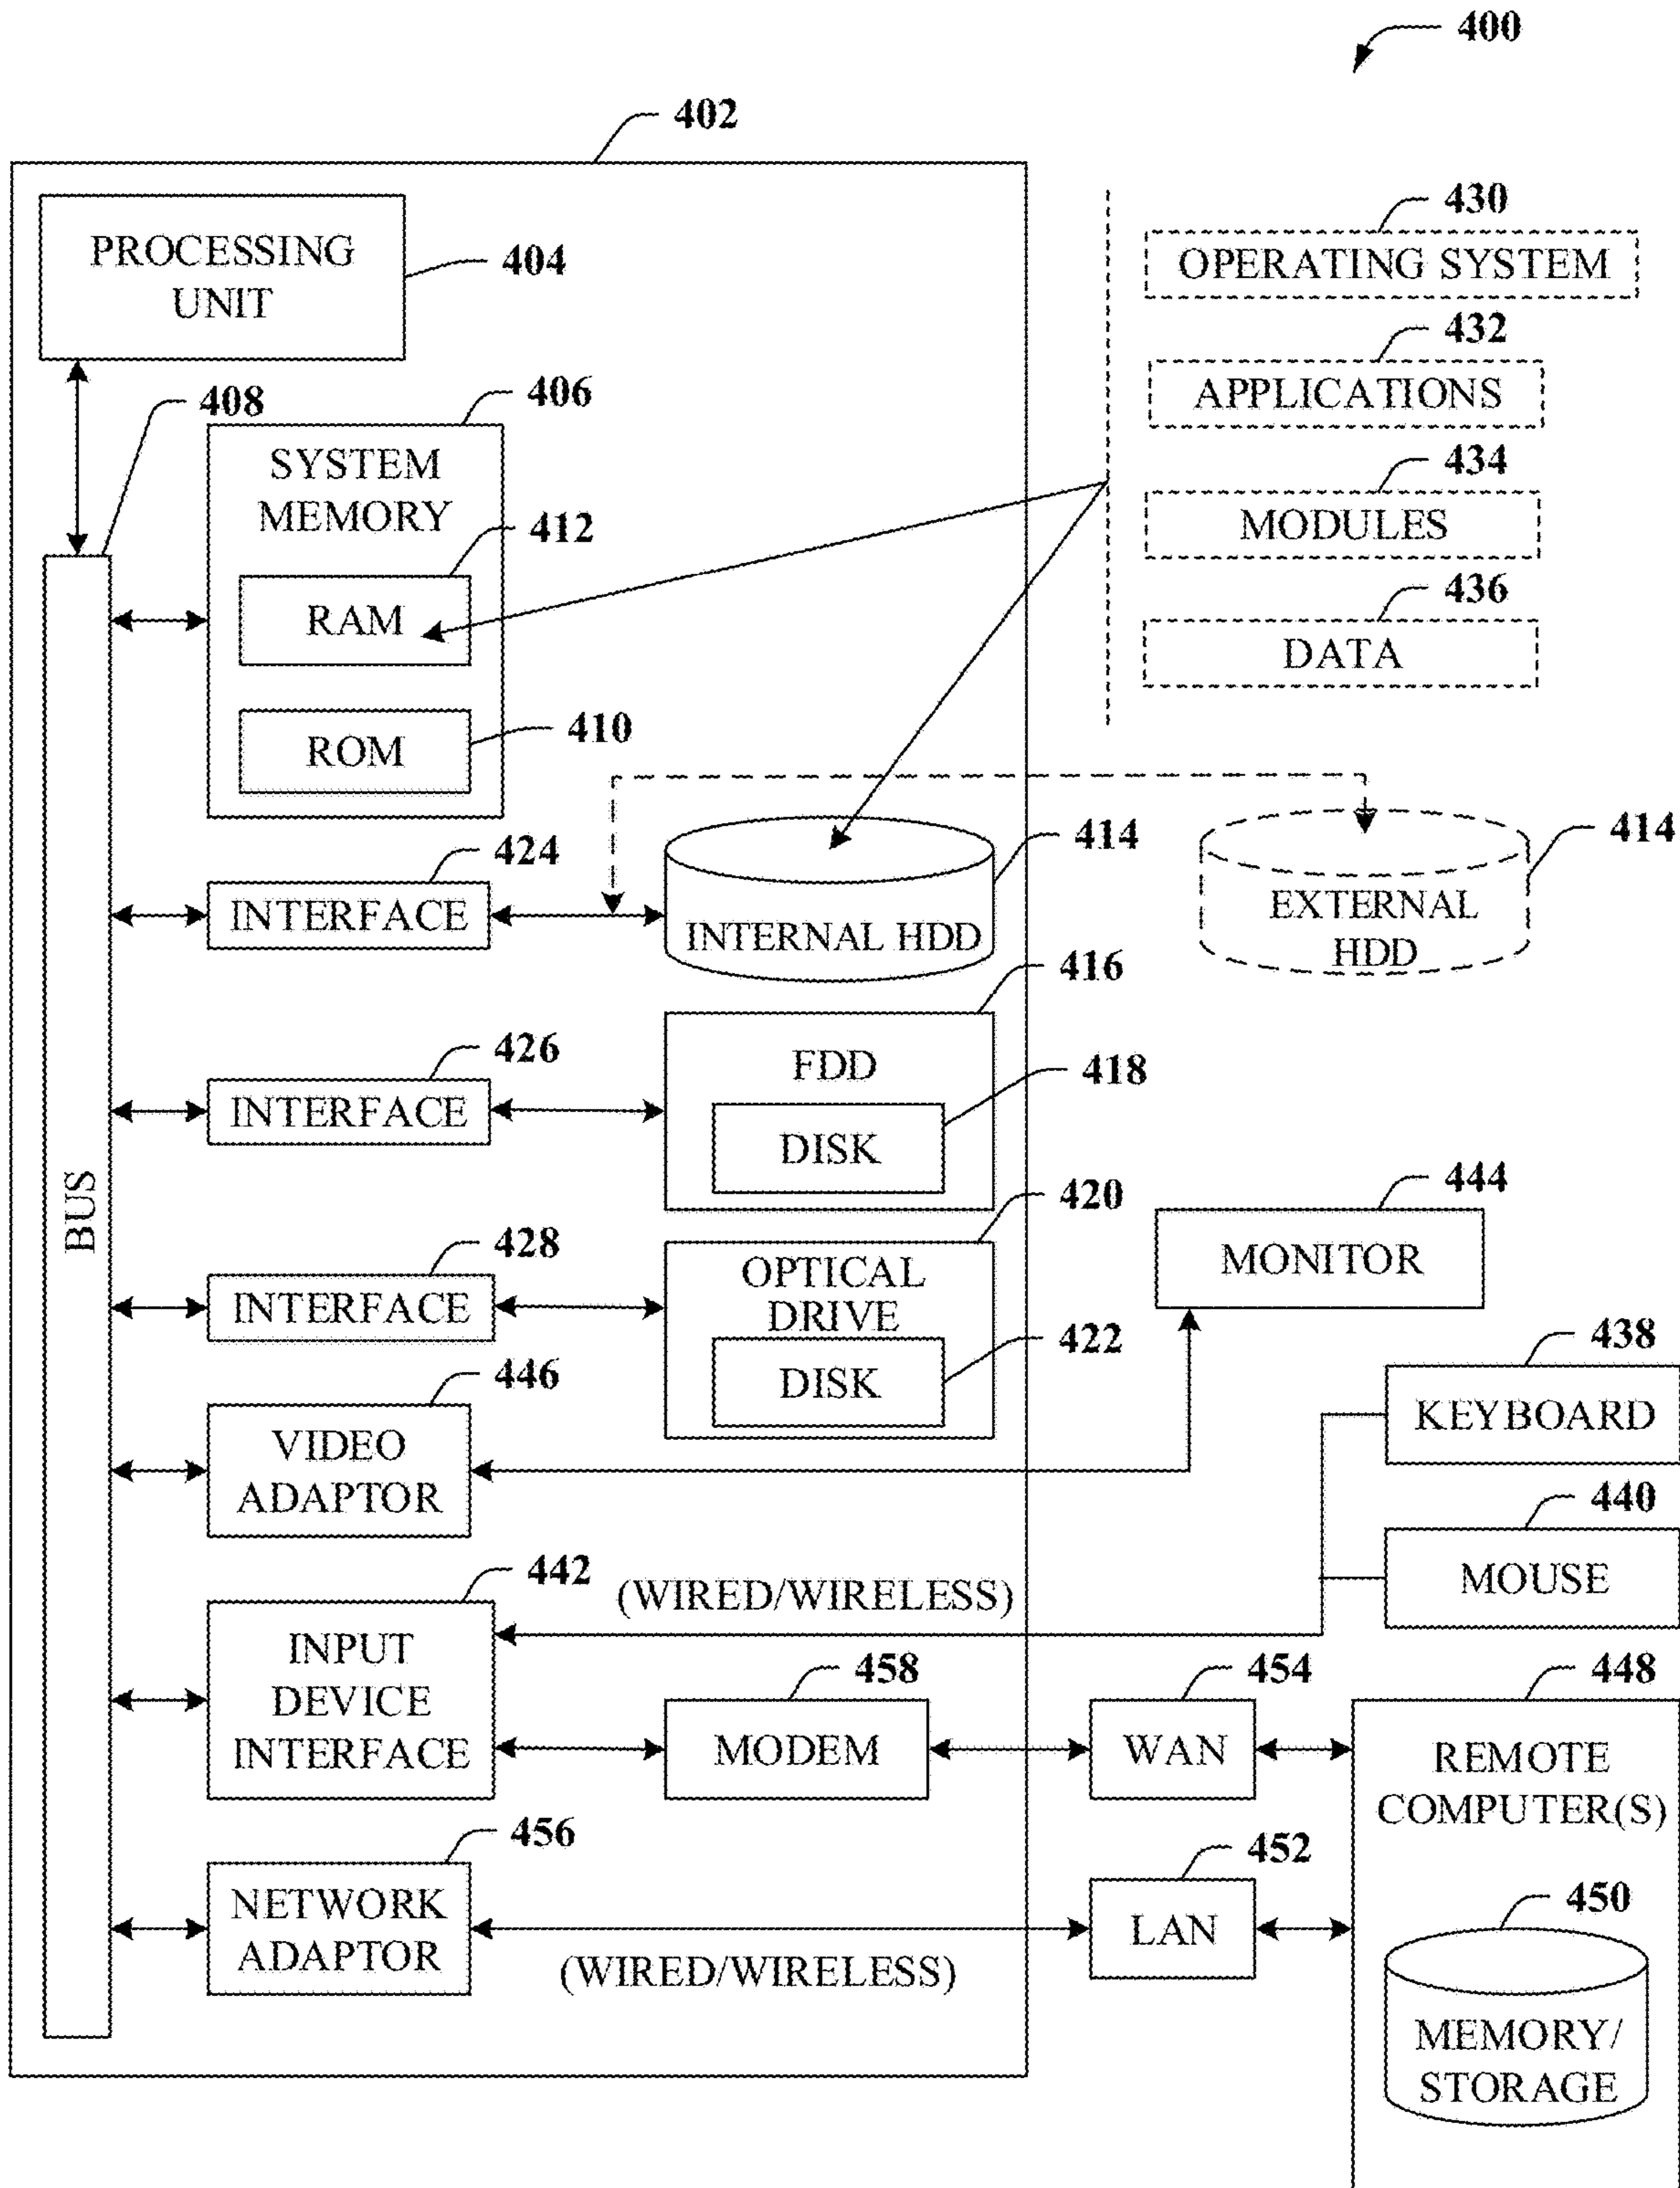 400
402
PROCESSING
UNIT
404
430
OPERATING SYSTEM
432
APPLICATIONS
434
MODULES
436
DATA
408
406
SYSTEM
MEMORY
412
RAM
410
ROM
BUS
424
INTERFACE
414
INTERNAL HDD
414
EXTERNAL
HDD
426
INTERFACE
416
FDD
418
DISK
428
INTERFACE
420
OPTICAL
DRIVE
422
DISK
444
MONITOR
446
VIDEO
ADAPTOR
438
KEYBOARD
440
MOUSE
442
INPUT
DEVICE
INTERFACE
(WIRED/WIRELESS)
458
MODEM
454
WAN
448
REMOTE
COMPUTER(S)
456
NETWORK
ADAPTOR
(WIRED/WIRELESS)
452
LAN
450
MEMORY/
STORAGE